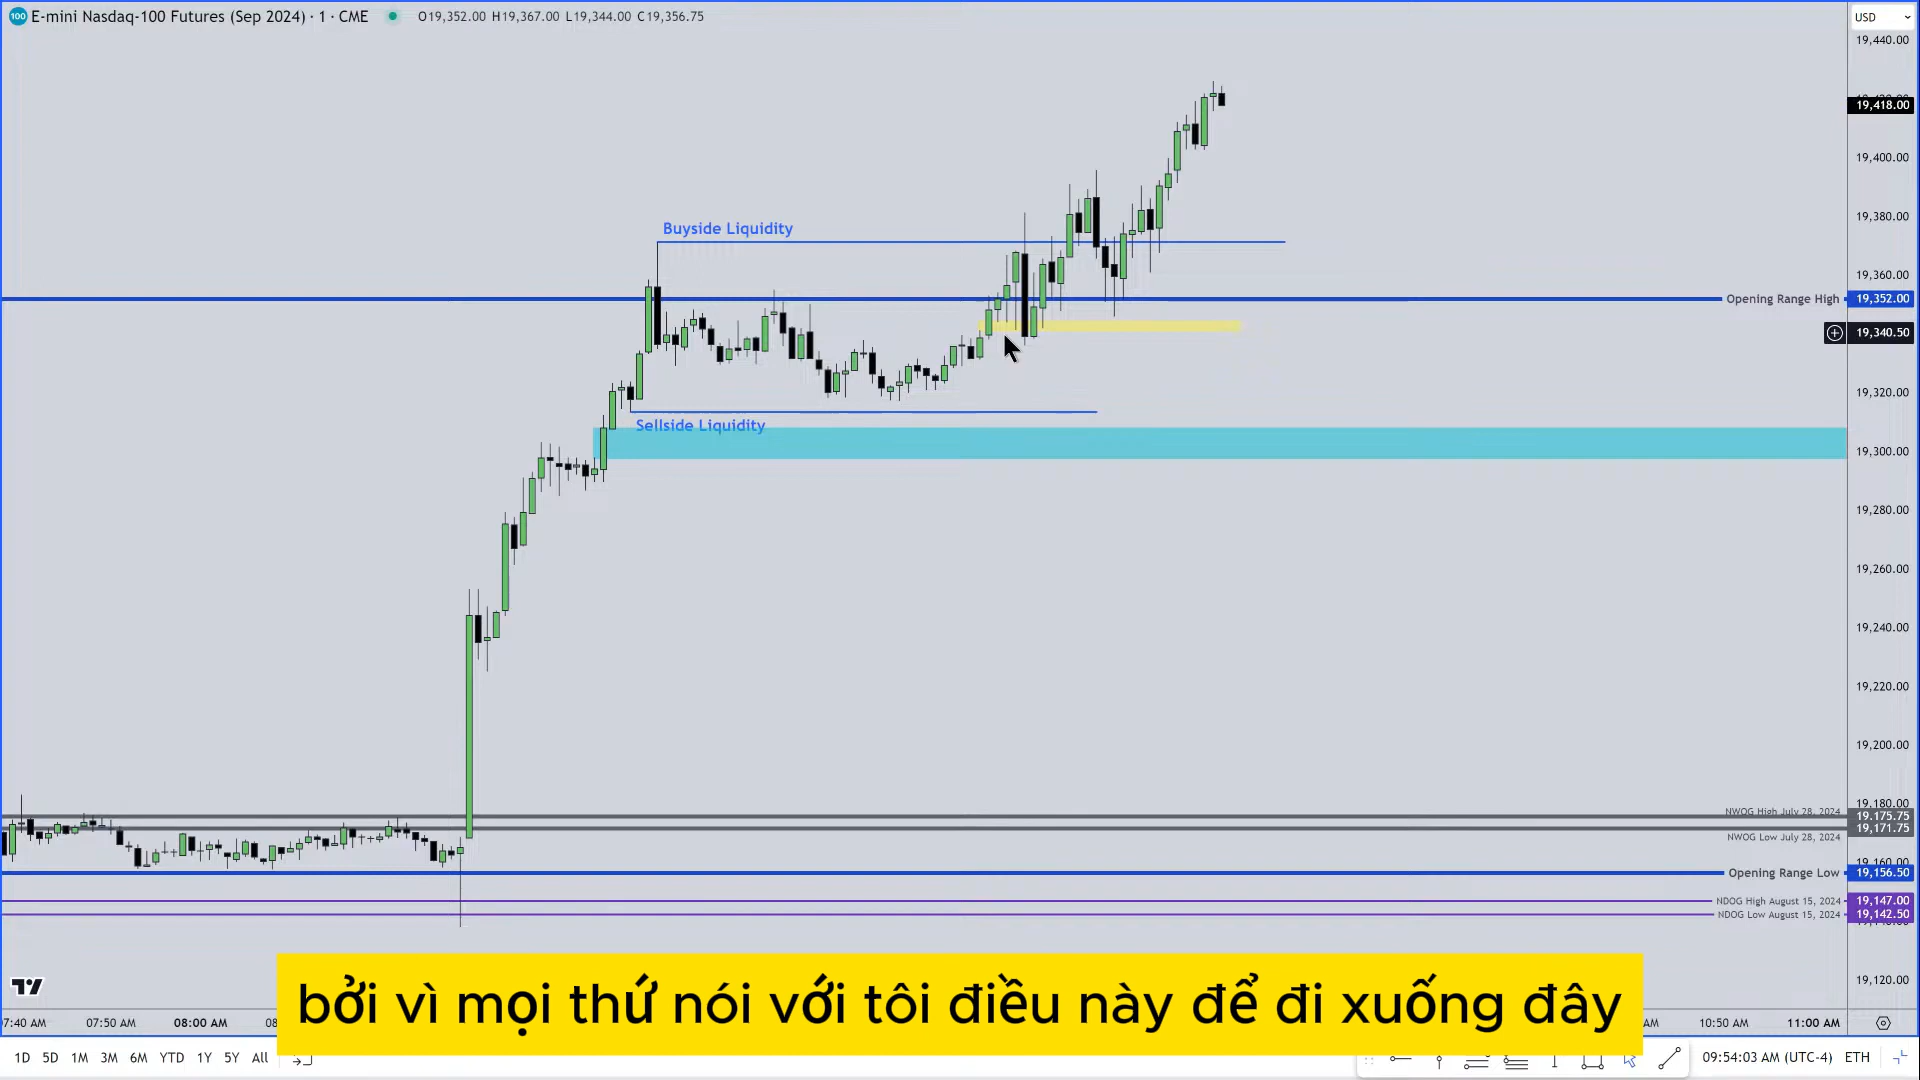 100 E-mini Nasdaq-100 Futures (Sep 2024) · 1 · CME O19,352.00 H19,367.00 L19,344.00 C19,356.75
USD
19,440.00
19,418.00
19,400.00
19,380.00
19,360.00
Opening Range High 19,352.00
19,340.50
19,320.00
19,300.00
19,280.00
19,260.00
19,240.00
19,220.00
19,200.00
19,180.00
NWOG High July 28, 2024 19,175.75
19,171.75
NWOG Low July 28, 2024
19,160.00
Opening Range Low 19,156.50
NDOG High August 15, 2024 19,147.00
NDOG Low August 15, 2024 19,142.50
19,120.00
Buyside Liquidity
Sellside Liquidity
bởi vì mọi thứ nói với tôi điều này để đi xuống đây
7:40 AM 07:50 AM 08:00 AM AM 10:50 AM 11:00 AM
1D 5D 1M 3M 6M YTD 1Y 5Y All 09:54:03 AM (UTC-4) ETH